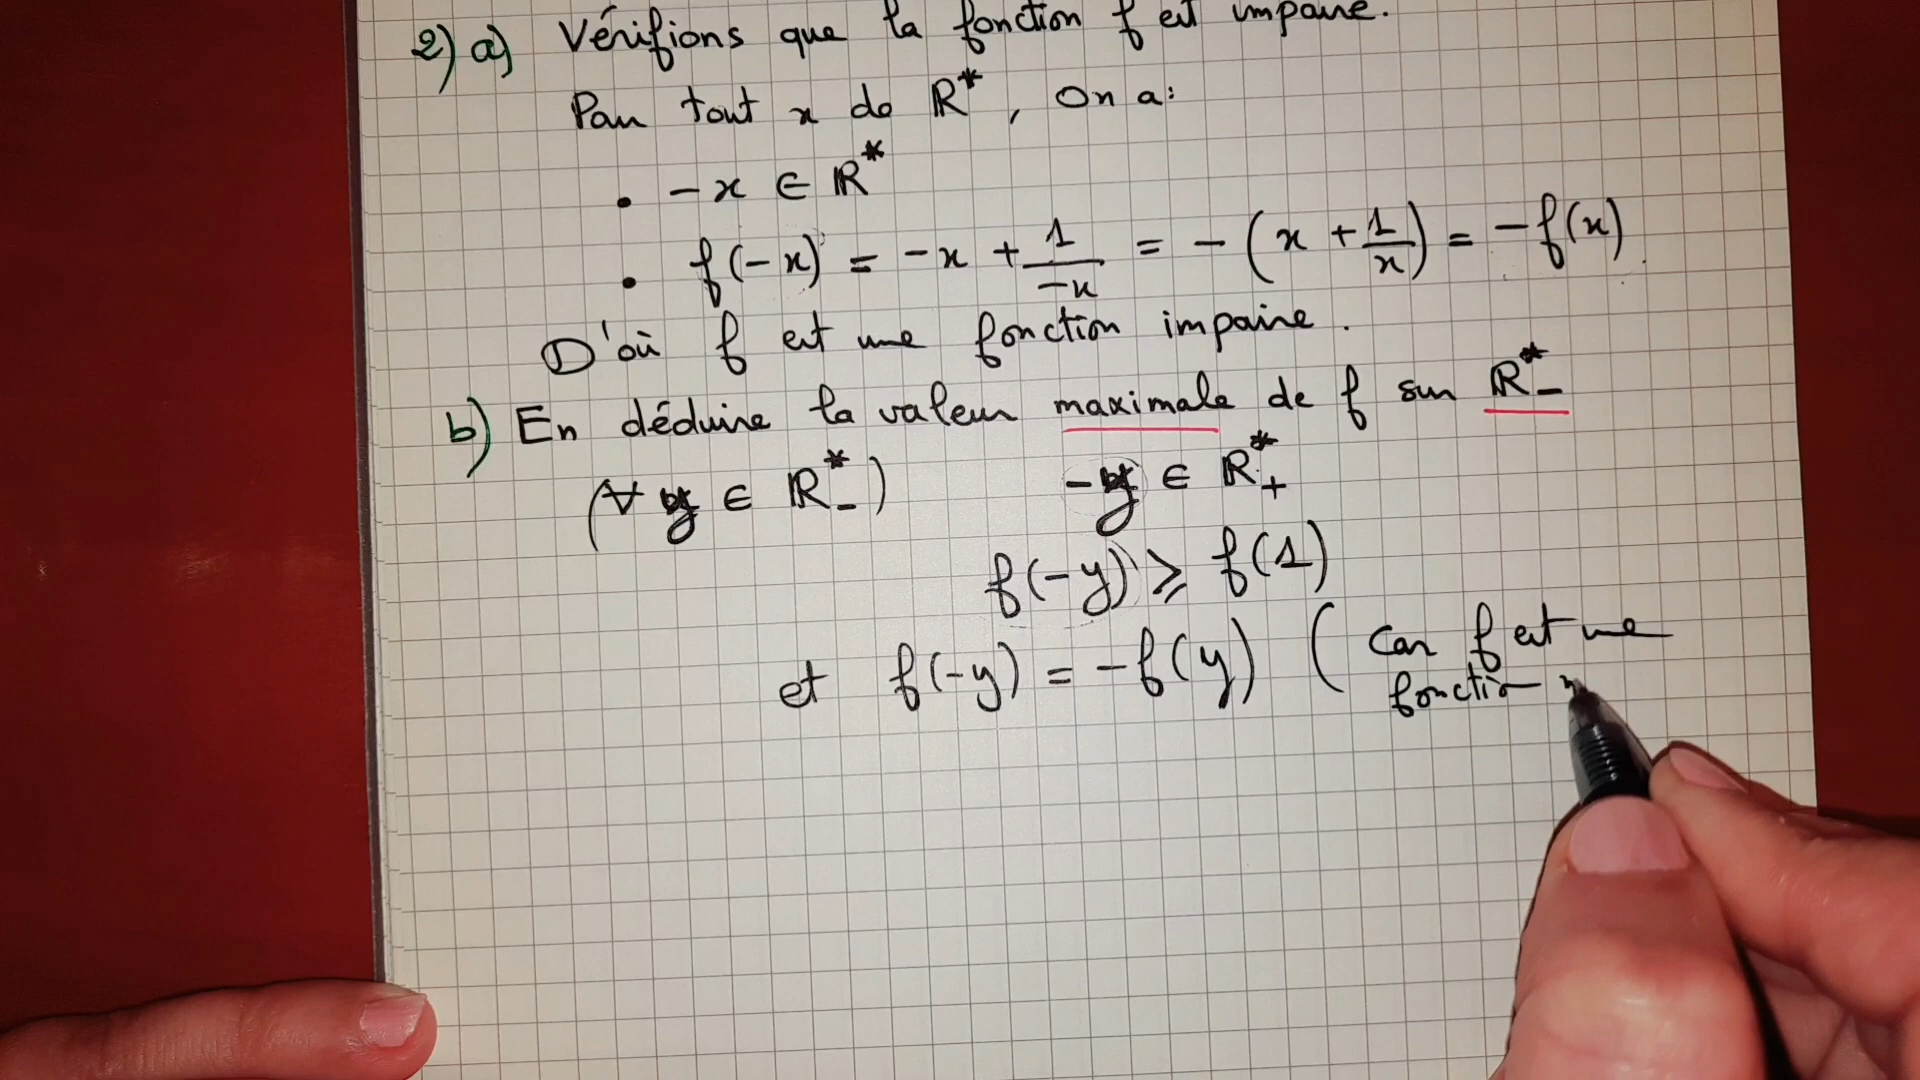 2) a) Vérifions que la fonction f est impaire.
Pour tout x de ℝ*, On a:
• -x ∈ ℝ*
• f(-x) = -x + 1/(-x) = -(x + 1/x) = -f(x).
D'où f est une fonction impaire.
b) En déduire la valeur maximale de f sur ℝ*₋
(∀ y ∈ ℝ*₋) -y ∈ ℝ*₊
f(-y) ⩾ f(1)
et f(-y) = -f(y) ( car f est une
fonction